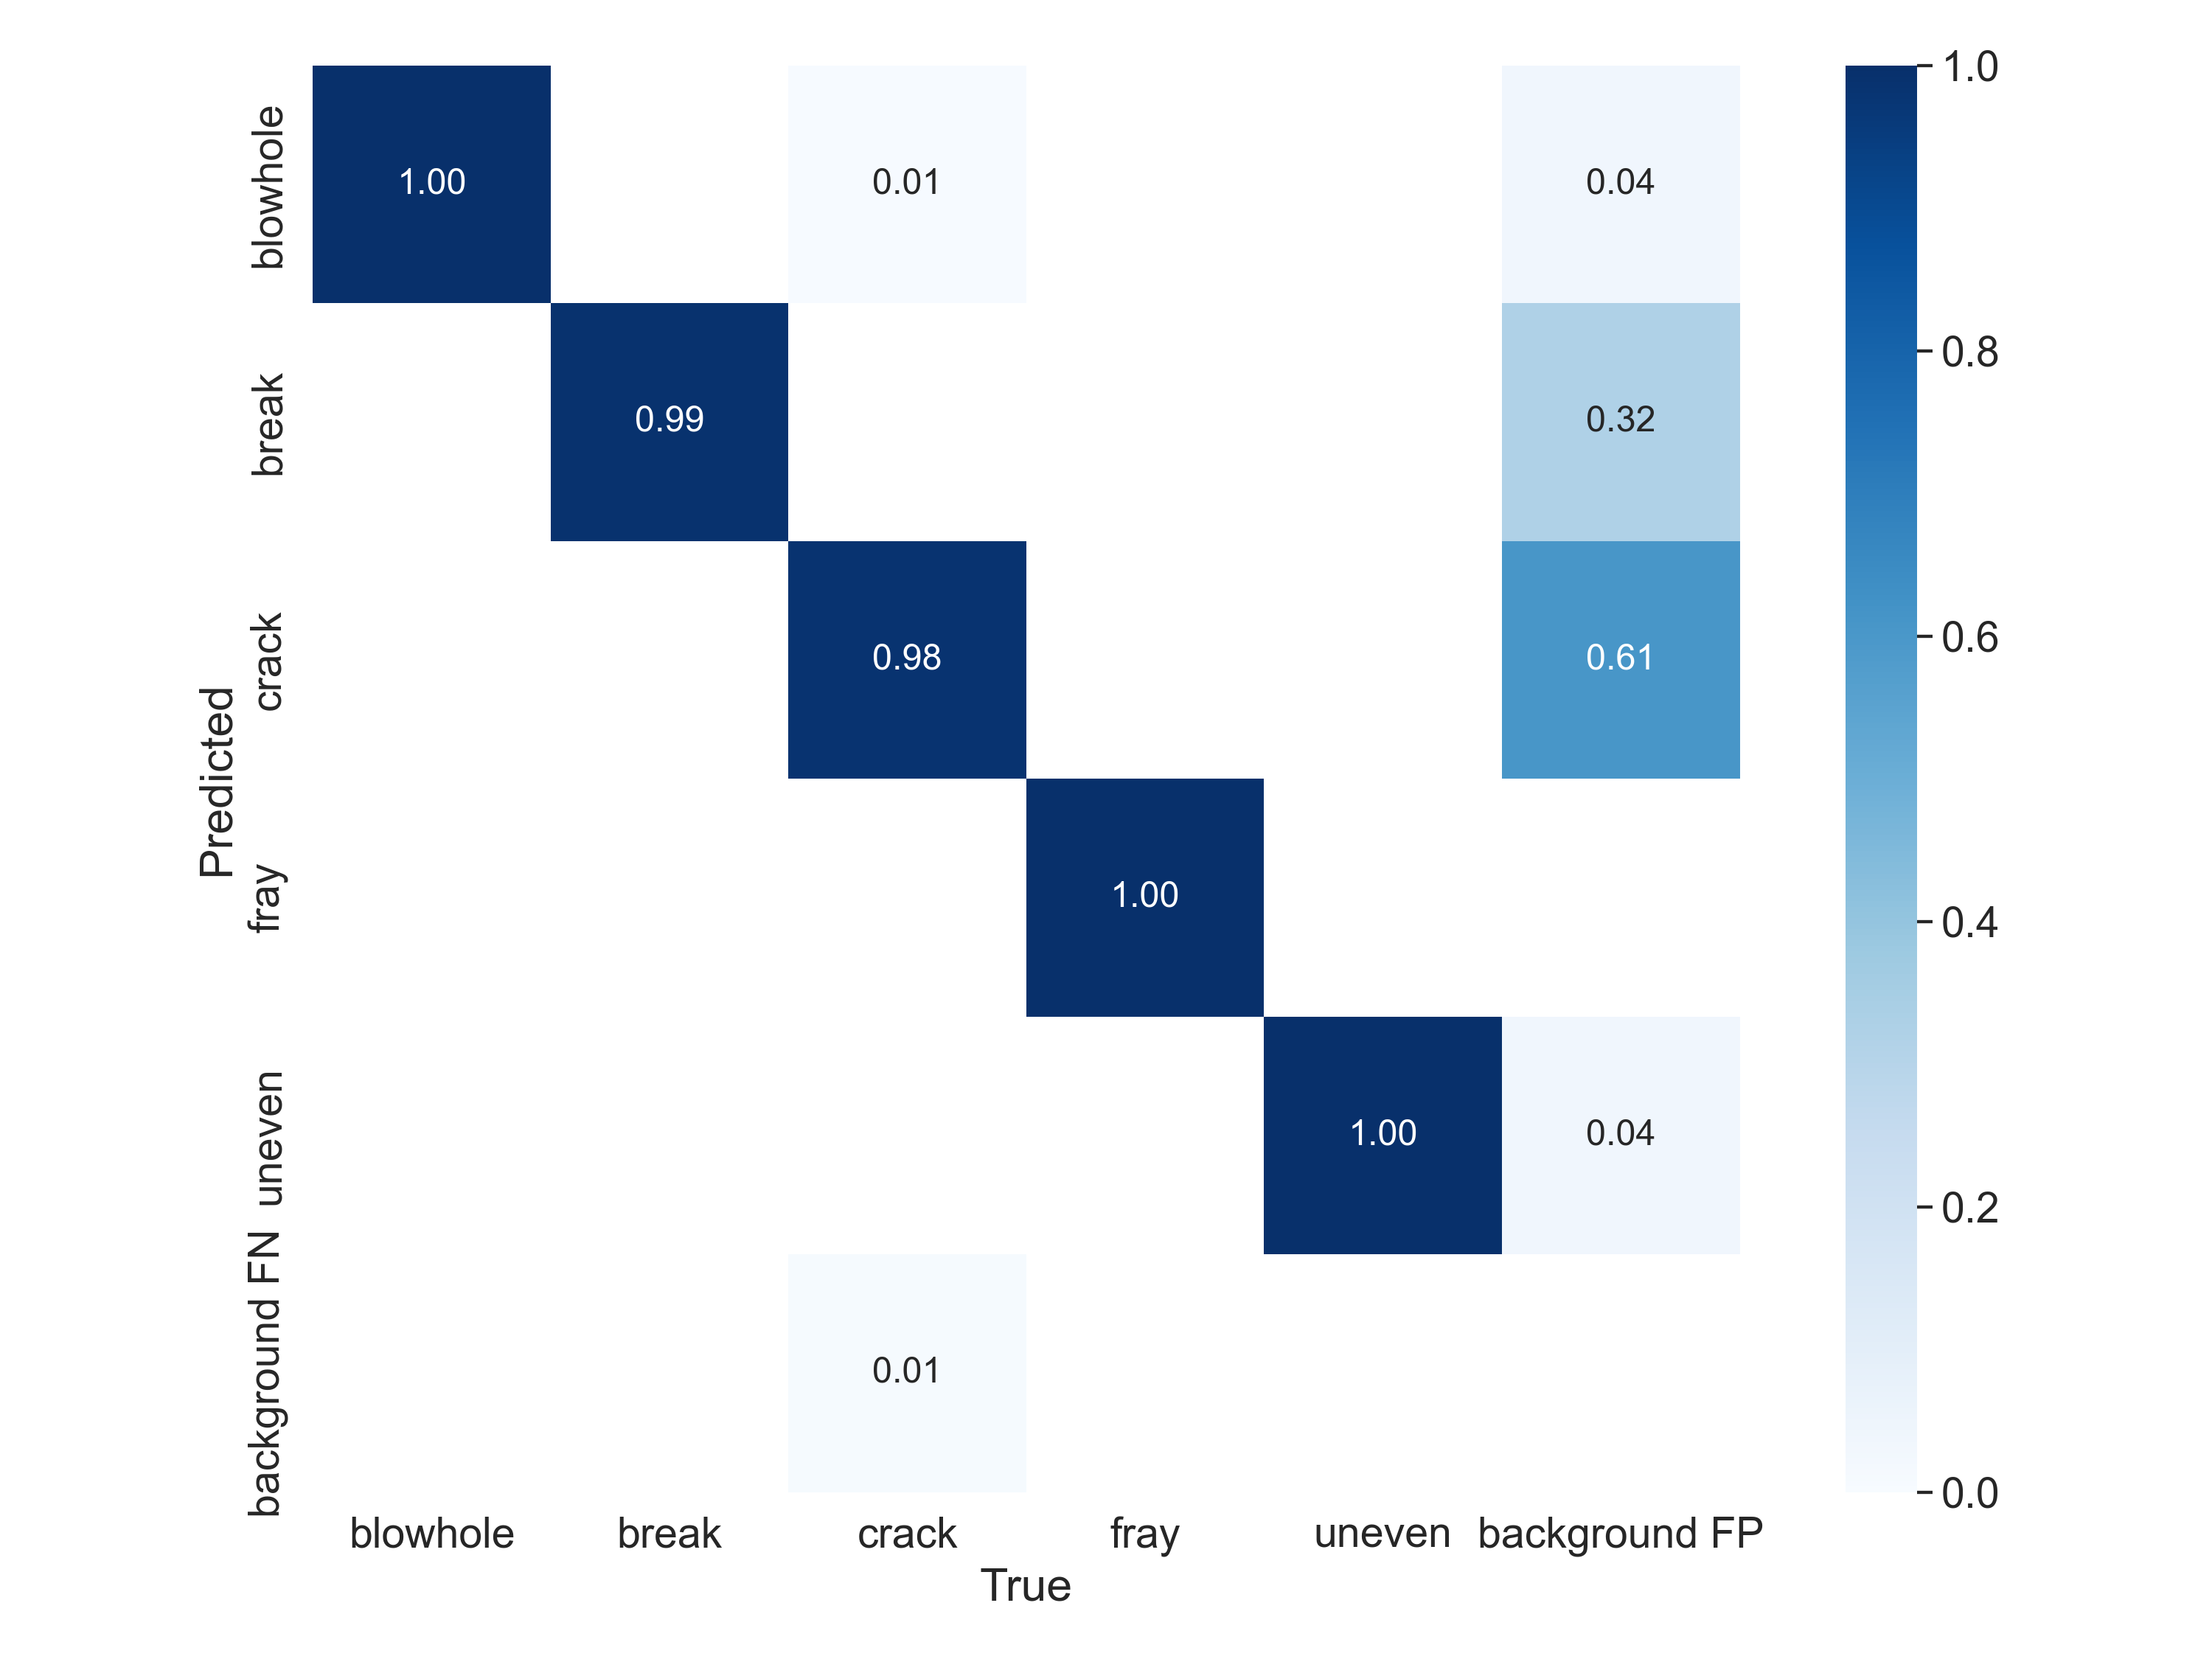 blowhole
1.00
0.01
0.04
break
0.99
0.32
crack
0.98
0.61
fray
1.00
uneven
1.00
0.04
background FN
0.01
Predicted
blowhole break crack fray uneven background FP
True
1.0
0.8
0.6
0.4
0.2
0.0